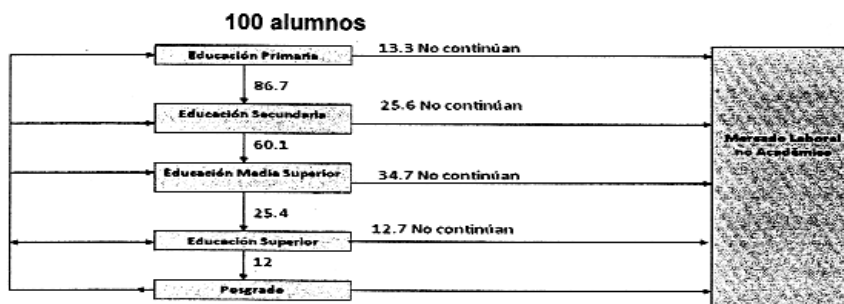 100 alumnos
Educación Primaria
13.3 No continúan
86.7
Educación Secundaria
25.6 No continúan
60.1
Mercado Laboral
no Académico
Educación Media Superior
34.7 No continúan
25.4
Educación Superior
12.7 No continúan
12
Posgrado